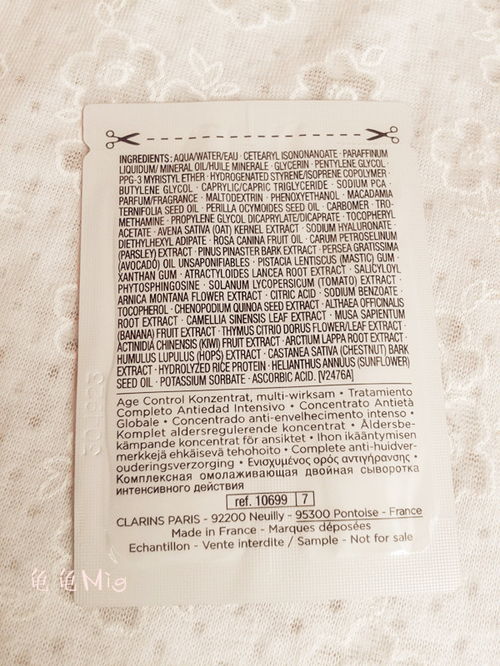 INGREDIENTS: AQUA/WATER/EAU · CETEARYL ISONONANOATE · PARAFFINUM
LIQUIDUM/ MINERAL OIL/HUILE MINERALE · GLYCERIN · PENTYLENE GLYCOL ·
PPG-3 MYRISTYL ETHER · HYDROGENATED STYRENE/ISOPRENE COPOLYMER ·
BUTYLENE GLYCOL · CAPRYLIC/CAPRIC TRIGLYCERIDE · SODIUM PCA ·
PARFUM/FRAGRANCE · MALTODEXTRIN · PHENOXYETHANOL · MACADAMIA
TERNIFOLIA SEED OIL · PERILLA OCYMOIDES SEED OIL · CARBOMER · TRO-
METHAMINE · PROPYLENE GLYCOL DICAPRYLATE/DICAPRATE · TOCOPHERYL
ACETATE · AVENA SATIVA (OAT) KERNEL EXTRACT · SODIUM HYALURONATE ·
DIETHYLHEXYL ADIPATE · ROSA CANINA FRUIT OIL · CARUM PETROSELINUM
(PARSLEY) EXTRACT · PINUS PINASTER BARK EXTRACT · PERSEA GRATISSIMA
(AVOCADO) OIL UNSAPONIFIABLES · PISTACIA LENTISCUS (MASTIC) GUM ·
XANTHAN GUM · ATRACTYLOIDES LANCEA ROOT EXTRACT · SALICYLOYL
PHYTOSPHINGOSINE · SOLANUM LYCOPERSICUM (TOMATO) EXTRACT ·
ARNICA MONTANA FLOWER EXTRACT · CITRIC ACID · SODIUM BENZOATE ·
TOCOPHEROL · CHENOPODIUM QUINOA SEED EXTRACT · ALTHAEA OFFICINALIS
ROOT EXTRACT · CAMELLIA SINENSIS LEAF EXTRACT · MUSA SAPIENTUM
(BANANA) FRUIT EXTRACT · THYMUS CITRIO DORUS FLOWER/LEAF EXTRACT ·
ACTINIDIA CHINENSIS (KIWI) FRUIT EXTRACT · ARCTIUM LAPPA ROOT EXTRACT ·
HUMULUS LUPULUS (HOPS) EXTRACT · CASTANEA SATIVA (CHESTNUT) BARK
EXTRACT · HYDROLYZED RICE PROTEIN · HELIANTHUS ANNUUS (SUNFLOWER)
SEED OIL · POTASSIUM SORBATE · ASCORBIC ACID. [V2476A]
Age Control Konzentrat, multi-wirksam • Tratamiento
Completo Antiedad Intensivo • Concentrato Antietà
Globale • Concentrado anti-envelhecimento intenso •
Komplet aldersregulerende koncentrat • Åldersbe-
kämpande koncentrat för ansiktet • Ihon ikääntymisen
merkkejä ehkäisevä tehohoito • Complete anti-huidver-
ouderingsverzorging • Ενισχυμένος ορός αντιγήρανσης •
Комплексная омолаживающая двойная сыворотка
интенсивного действия
ref. 10699 7
CLARINS PARIS - 92200 Neuilly - 95300 Pontoise - France
Made in France - Marques déposées
Echantillon - Vente interdite / Sample - Not for sale
Mig